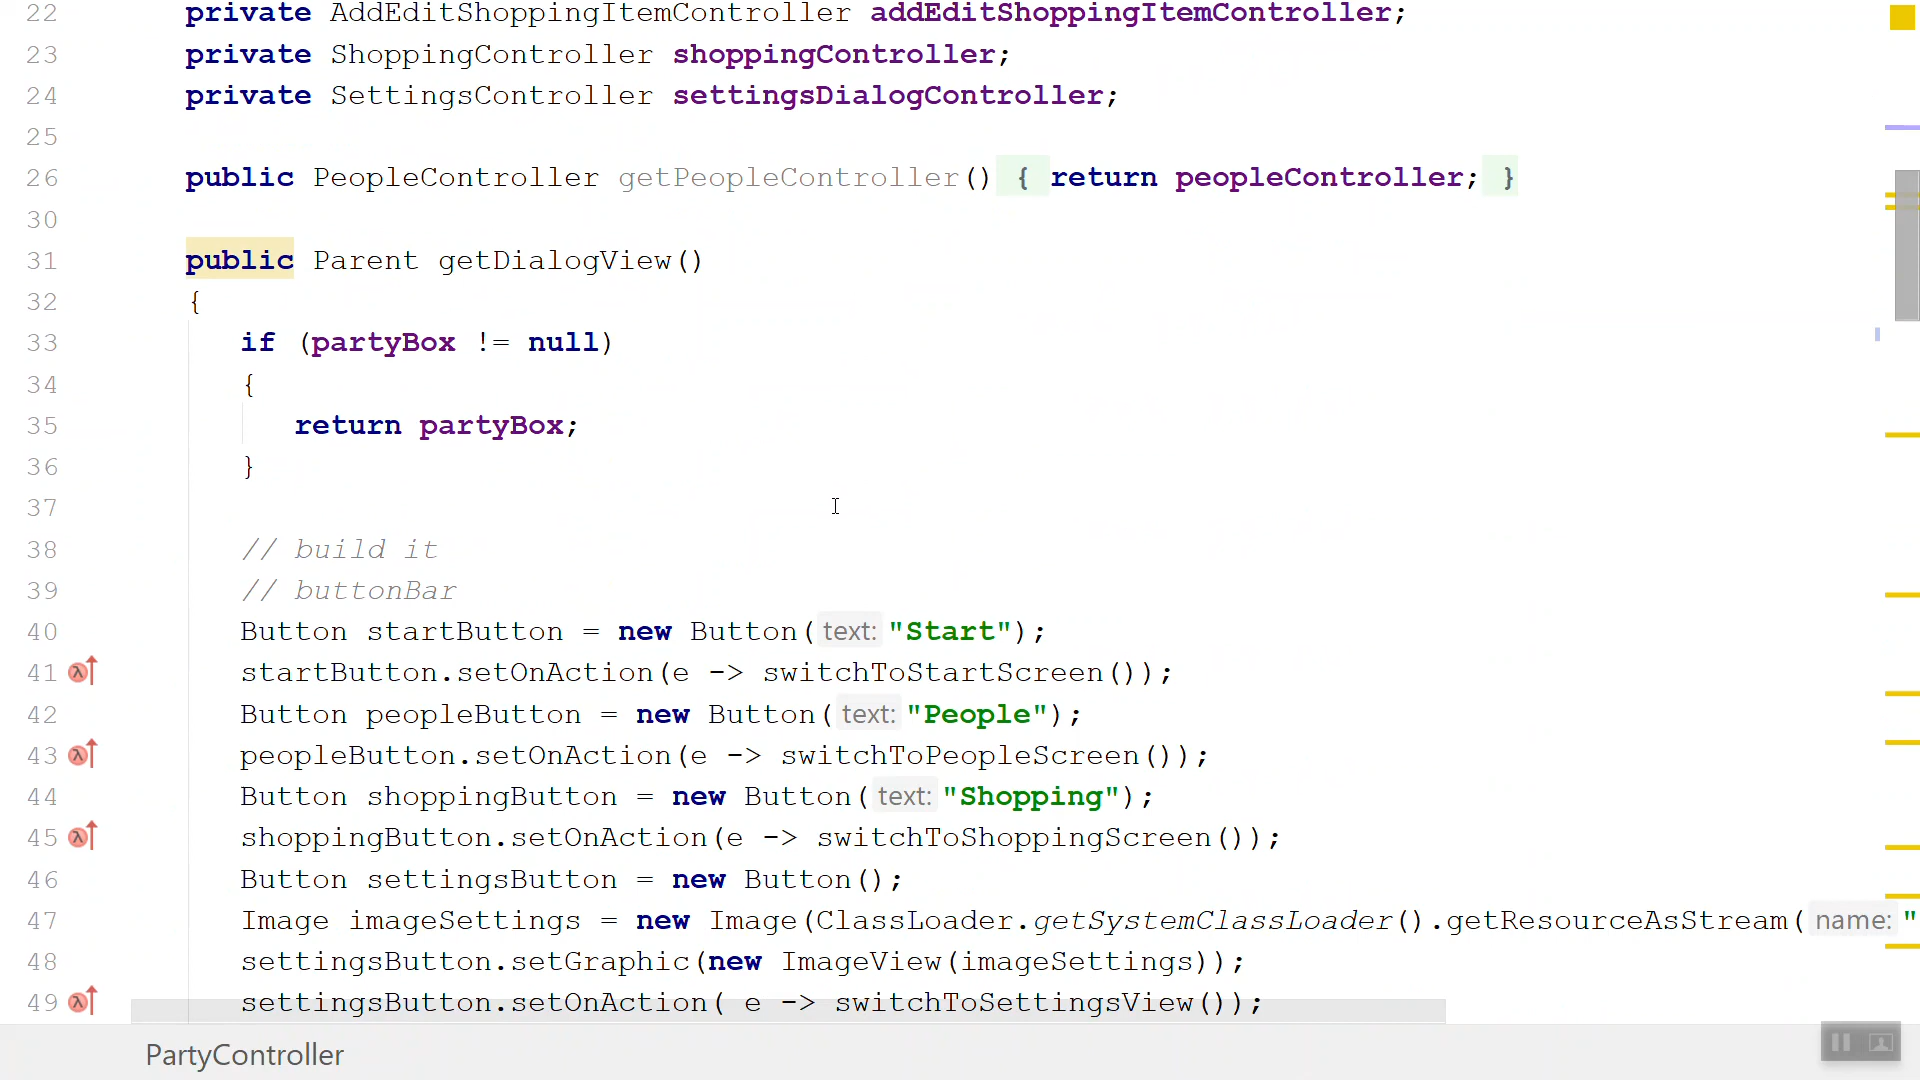 22 private AddEditShoppingItemController addEditShoppingItemController;
23 private ShoppingController shoppingController;
24 private SettingsController settingsDialogController;
25
26 public PeopleController getPeopleController() { return peopleController; }
30
31 public Parent getDialogView()
32 {
33 if (partyBox != null)
34 {
35 return partyBox;
36 }
37
38 // build it
39 // buttonBar
40 Button startButton = new Button( text: "Start");
41 startButton.setOnAction(e -> switchToStartScreen());
42 Button peopleButton = new Button( text: "People");
43 peopleButton.setOnAction(e -> switchToPeopleScreen());
44 Button shoppingButton = new Button( text: "Shopping");
45 shoppingButton.setOnAction(e -> switchToShoppingScreen());
46 Button settingsButton = new Button();
47 Image imageSettings = new Image(ClassLoader.getSystemClassLoader().getResourceAsStream( name: "
48 settingsButton.setGraphic(new ImageView(imageSettings));
49 settingsButton.setOnAction( e -> switchToSettingsView());
PartyController